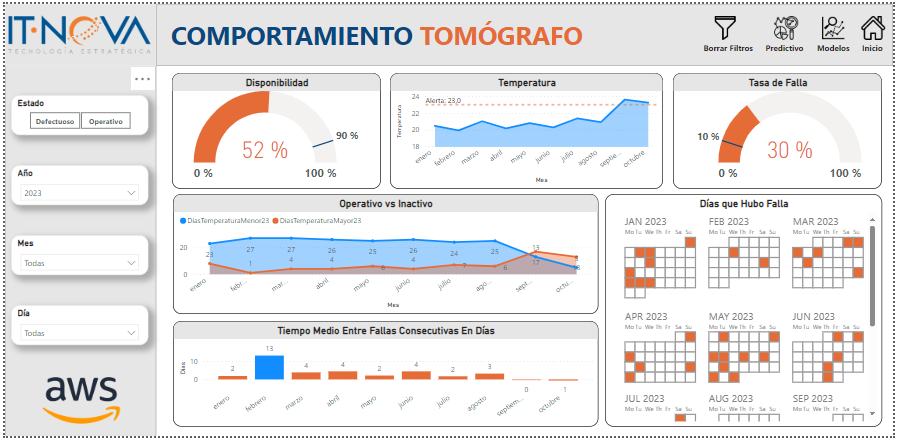 IT-NOVA
TECNOLOGÍA ESTRATÉGICA
COMPORTAMIENTO TOMÓGRAFO
Borrar Filtros
Predictivo
Modelos
Inicio
...
Estado
Defectuoso
Operativo
Año
2023
Mes
Todas
Día
Todas
aws
Disponibilidad
90 %
52 %
0 %
100 %
Temperatura
Alerta: 23,0
Temperatura
24
22
20
18
enero
febrero
marzo
abril
mayo
junio
julio
agosto
septie...
octubre
Mes
Tasa de Falla
10 %
30 %
0 %
100 %
Operativo vs Inactivo
DíasTemperaturaMenor23
DíasTemperaturaMayor23
20
0
23
27
27
26
25
26
24
25
13
1
4
4
6
4
7
6
17
enero
febr...
mar...
abril
mayo
junio
julio
ago...
sept...
octu...
Mes
Tiempo Medio Entre Fallas Consecutivas En Días
Días
10
0
2
13
4
4
2
4
2
3
0
1
enero
febrero
marzo
abril
mayo
junio
julio
agosto
septiem...
octubre
Días que Hubo Falla
JAN 2023
Mo Tu We Th Fr Sa Su
FEB 2023
Mo Tu We Th Fr Sa Su
MAR 2023
Mo Tu We Th Fr Sa Su
APR 2023
Mo Tu We Th Fr Sa Su
MAY 2023
Mo Tu We Th Fr Sa Su
JUN 2023
Mo Tu We Th Fr Sa Su
JUL 2023
Mo Tu We Th Fr Sa Su
AUG 2023
Mo Tu We Th Fr Sa Su
SEP 2023
Mo Tu We Th Fr Sa Su